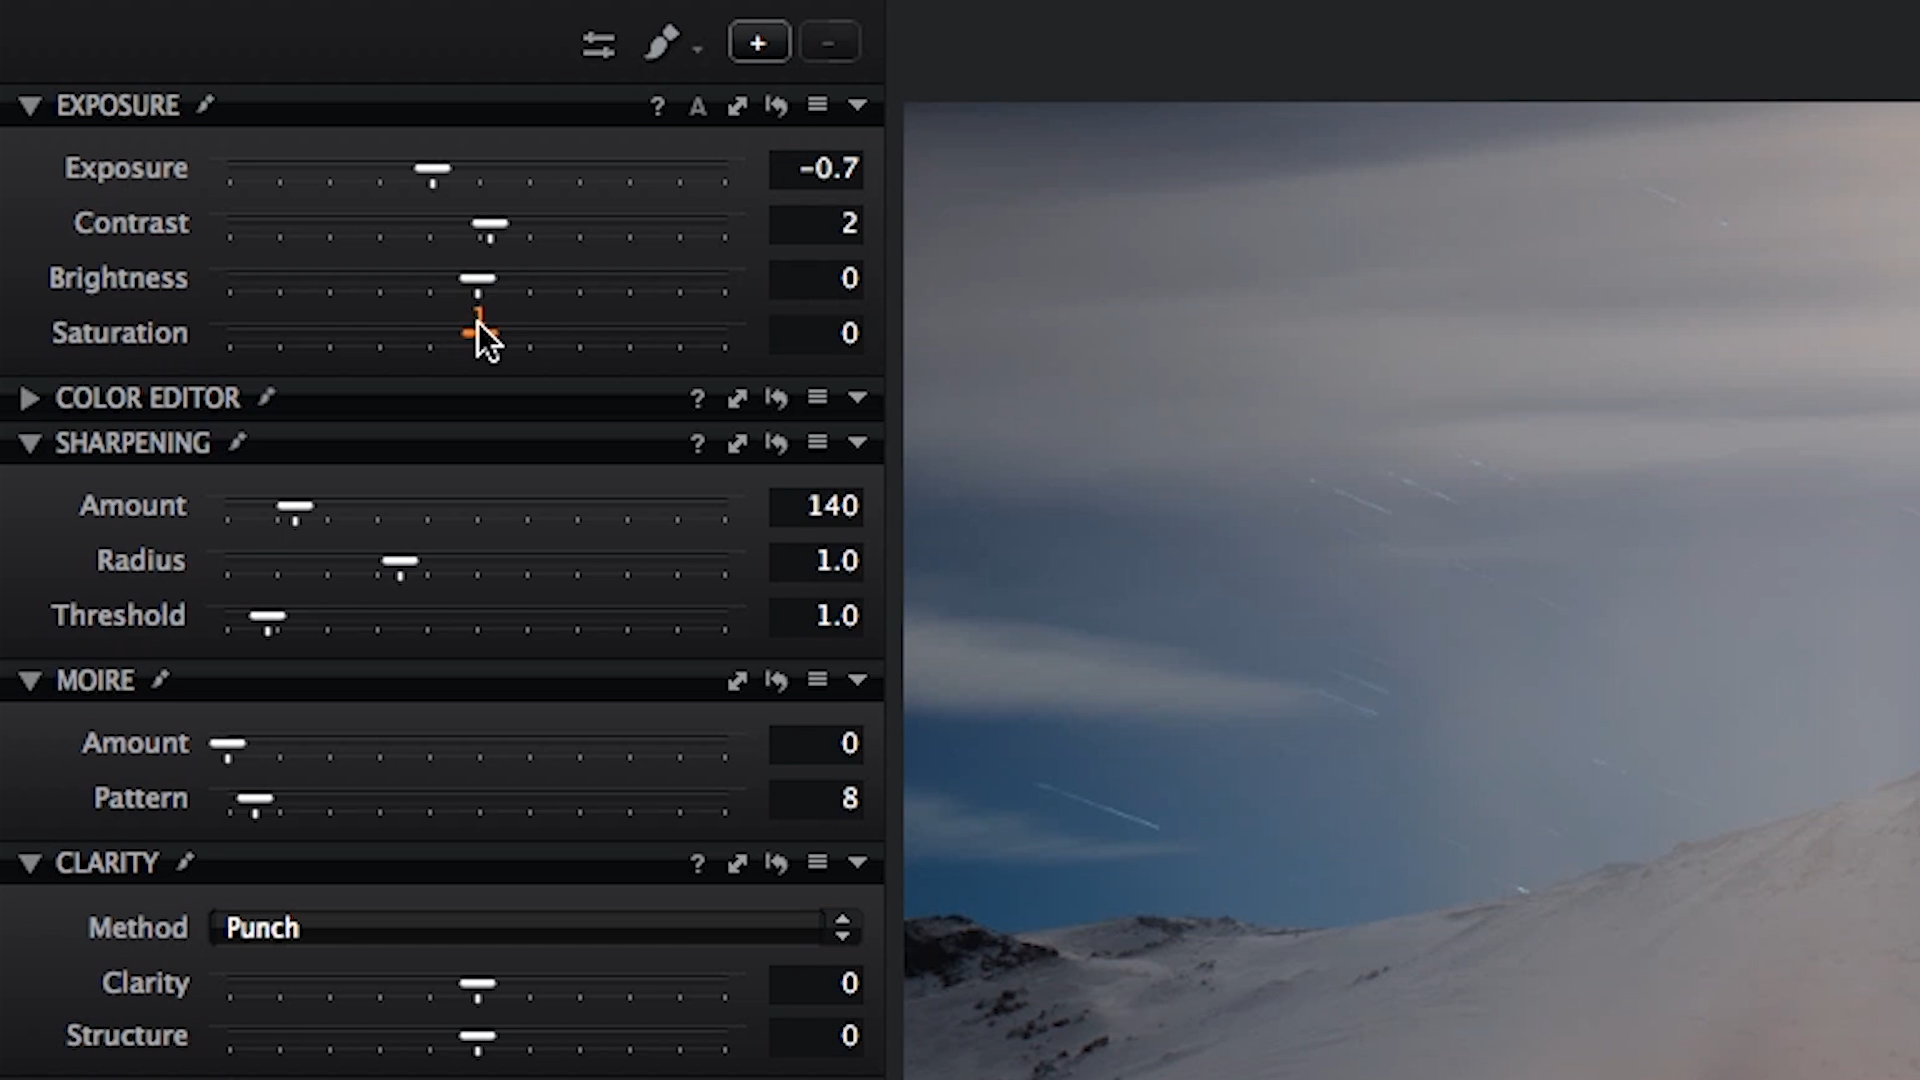 + -
EXPOSURE ? A
Exposure -0.7
Contrast 2
Brightness 0
Saturation 0
COLOR EDITOR ?
SHARPENING ?
Amount 140
Radius 1.0
Threshold 1.0
MOIRE
Amount 0
Pattern 8
CLARITY ?
Method Punch
Clarity 0
Structure 0